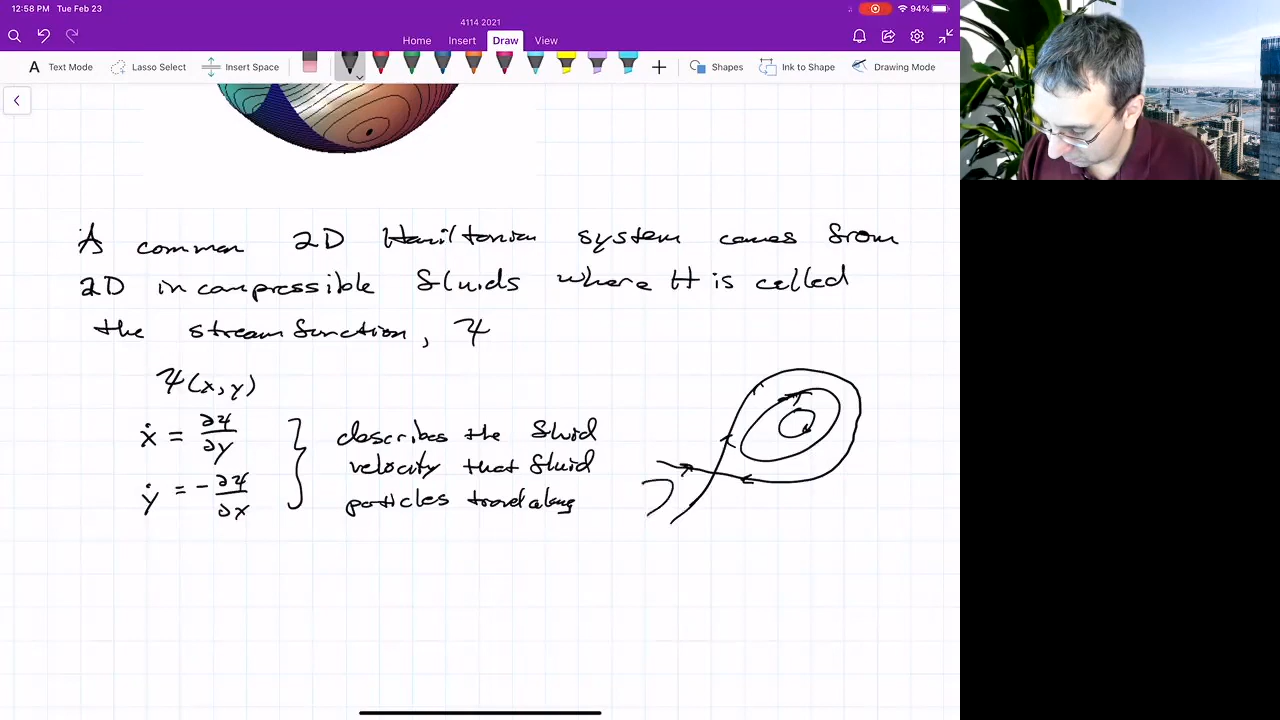 12:58 PM Tue Feb 23
94%
4114 2021
Home Insert Draw View
A Text Mode Lasso Select Insert Space Shapes Ink to Shape Drawing Mode
A common 2D Hamiltonian system comes from
2D incompressible fluids where H is called
the streamfunction, ψ
ψ(x,y)
ẋ = ∂ψ/∂y
ẏ = -∂ψ/∂x
describes the fluid
velocity that fluid
particles travel along